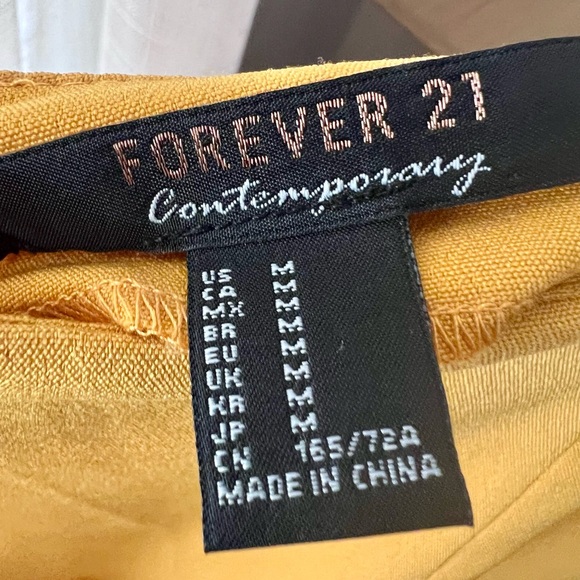 FOREVER 21
Contemporary
US M
CA M
MX M
BR M
EU M
UK M
KR M
JP M
CN 165/72A
MADE IN CHINA